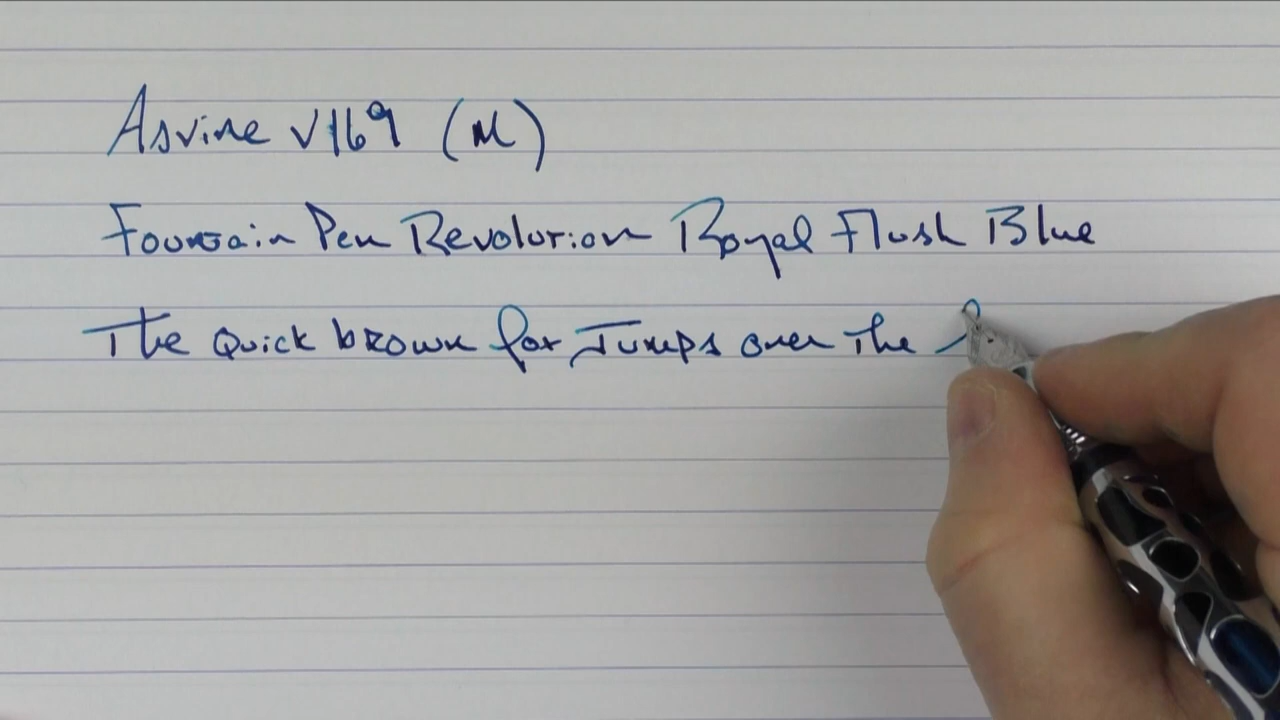 Asvine V169 (M)
Fountain Pen Revolution Royal Flush Blue
The Quick brown fox Jumps over The